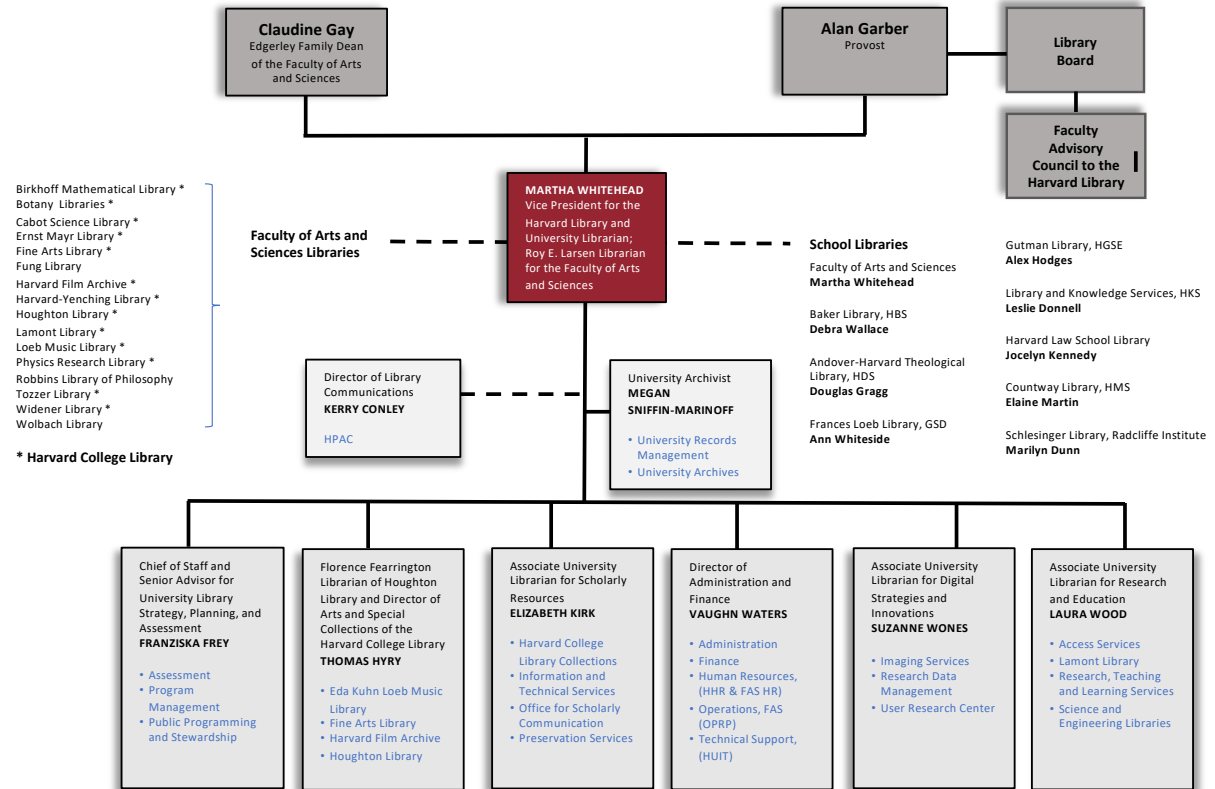 Claudine Gay
Edgerley Family Dean
of the Faculty of Arts
and Sciences
Alan Garber
Provost
Library
Board
Faculty
Advisory
Council to the
Harvard Library
MARTHA WHITEHEAD
Vice President for the
Harvard Library and
University Librarian;
Roy E. Larsen Librarian
for the Faculty of Arts
and Sciences
Birkhoff Mathematical Library *
Botany Libraries *
Cabot Science Library *
Ernst Mayr Library *
Fine Arts Library *
Fung Library
Harvard Film Archive *
Harvard-Yenching Library *
Houghton Library *
Lamont Library *
Loeb Music Library *
Physics Research Library *
Robbins Library of Philosophy
Tozzer Library *
Widener Library *
Wolbach Library
* Harvard College Library
Faculty of Arts and
Sciences Libraries
School Libraries
Faculty of Arts and Sciences
Martha Whitehead
Baker Library, HBS
Debra Wallace
Andover-Harvard Theological
Library, HDS
Douglas Gragg
Frances Loeb Library, GSD
Ann Whiteside
Gutman Library, HGSE
Alex Hodges
Library and Knowledge Services, HKS
Leslie Donnell
Harvard Law School Library
Jocelyn Kennedy
Countway Library, HMS
Elaine Martin
Schlesinger Library, Radcliffe Institute
Marilyn Dunn
Director of Library
Communications
KERRY CONLEY
HPAC
University Archivist
MEGAN
SNIFFIN-MARINOFF
• University Records
Management
• University Archives
Chief of Staff and
Senior Advisor for
University Library
Strategy, Planning, and
Assessment
FRANZISKA FREY
• Assessment
• Program
Management
• Public Programming
and Stewardship
Florence Fearrington
Librarian of Houghton
Library and Director of
Arts and Special
Collections of the
Harvard College Library
THOMAS HYRY
• Eda Kuhn Loeb Music
Library
• Fine Arts Library
• Harvard Film Archive
• Houghton Library
Associate University
Librarian for Scholarly
Resources
ELIZABETH KIRK
• Harvard College
Library Collections
• Information and
Technical Services
• Office for Scholarly
Communication
• Preservation Services
Director of
Administration and
Finance
VAUGHN WATERS
• Administration
• Finance
• Human Resources,
(HHR & FAS HR)
• Operations, FAS
(OPRP)
• Technical Support,
(HUIT)
Associate University
Librarian for Digital
Strategies and
Innovations
SUZANNE WONES
• Imaging Services
• Research Data
Management
• User Research Center
Associate University
Librarian for Research
and Education
LAURA WOOD
• Access Services
• Lamont Library
• Research, Teaching
and Learning Services
• Science and
Engineering Libraries